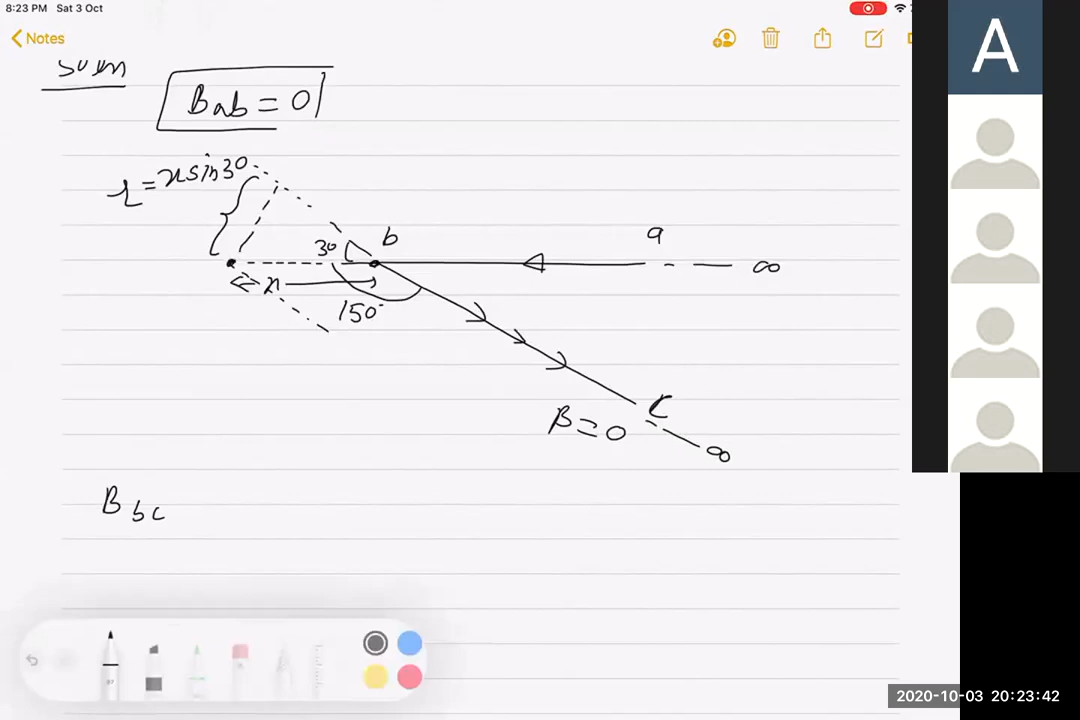 8:23 PM Sat 3 Oct
Notes
A
Bab = 0
r = x sin 30
30
b
a
∞
x
150°
c
β = 0
∞
Bbc
2020-10-03 20:23:42